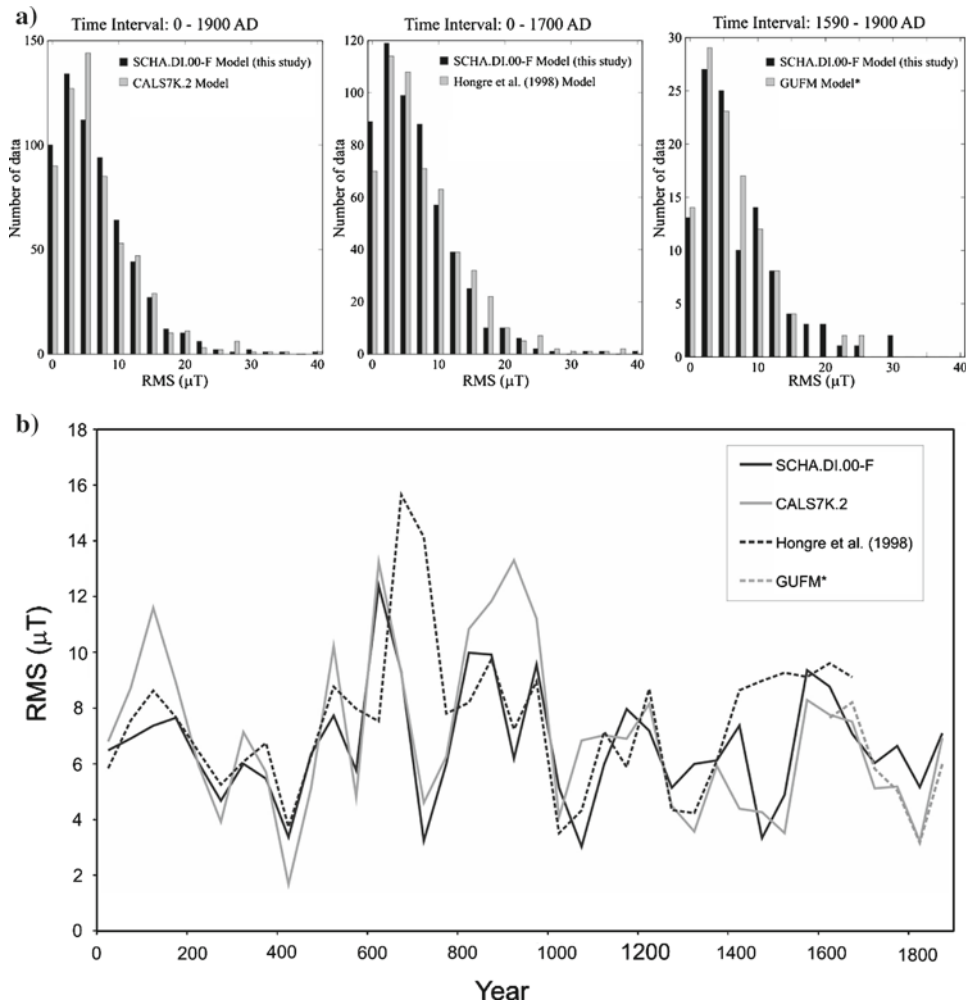 a)
Time Interval: 0 - 1900 AD
Time Interval: 0 - 1700 AD
Time Interval: 1590 - 1900 AD
150
100
50
0
Number of data
SCHA.DI.00-F Model (this study)
CALS7K.2 Model
0 10 20 30 40
RMS (μT)
120
100
80
60
40
20
0
Number of data
SCHA.DI.00-F Model (this study)
Hongre et al. (1998) Model
0 10 20 30 40
RMS (μT)
30
25
20
15
10
5
0
Number of data
SCHA.DI.00-F Model (this study)
GUFM Model*
0 10 20 30 40
RMS (μT)
b)
18
16
14
12
10
8
6
4
2
0
RMS (μT)
SCHA.DI.00-F
CALS7K.2
Hongre et al. (1998)
GUFM*
0 200 400 600 800 1000 1200 1400 1600 1800
Year